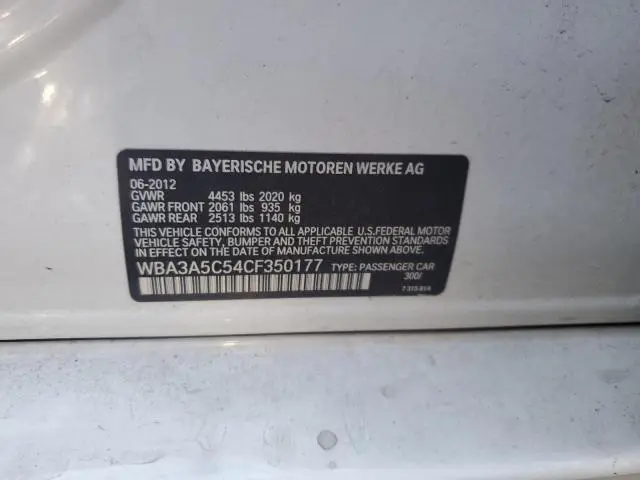 MFD BY BAYERISCHE MOTOREN WERKE AG
06-2012
GVWR 4453 lbs 2020 kg
GAWR FRONT 2061 lbs 935 kg
GAWR REAR 2513 lbs 1140 kg
THIS VEHICLE CONFORMS TO ALL APPLICABLE U.S.FEDERAL MOTOR
VEHICLE SAFETY, BUMPER AND THEFT PREVENTION STANDARDS
IN EFFECT ON THE DATE OF MANUFACTURE SHOWN ABOVE.
WBA3A5C54CF350177 TYPE: PASSENGER CAR
300/